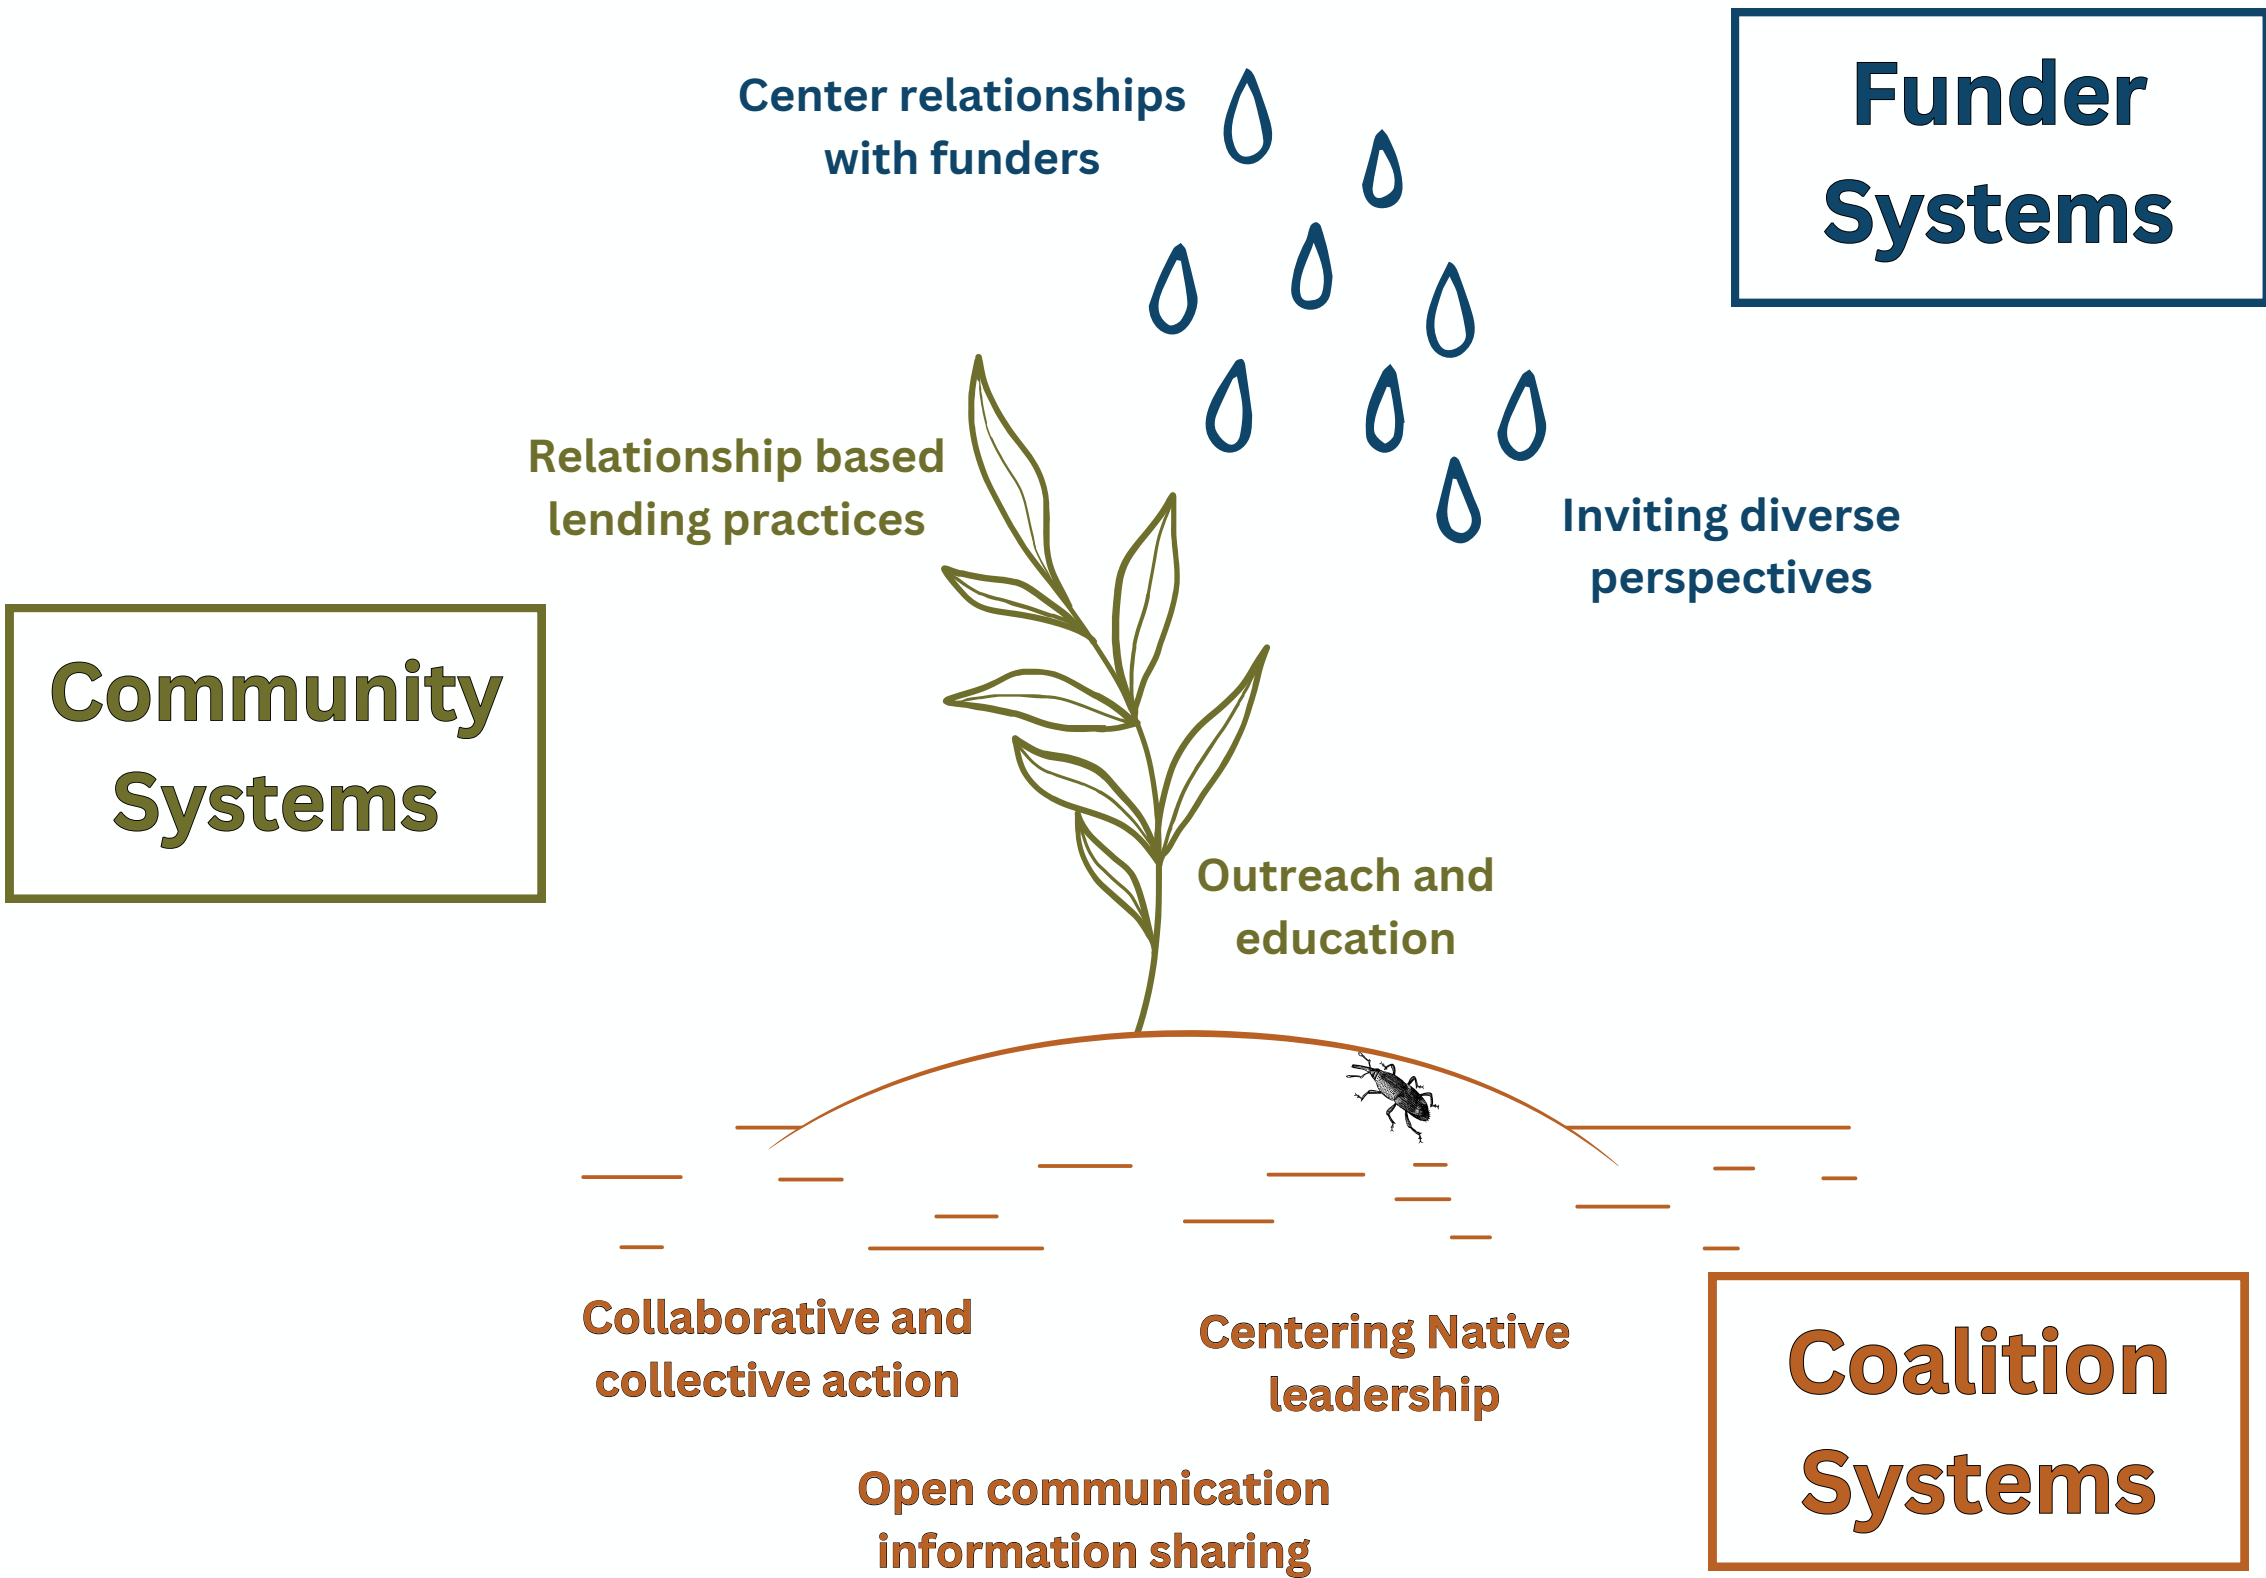 Center relationships
with funders
Funder
Systems
Relationship based
lending practices
Inviting diverse
perspectives
Community
Systems
Outreach and
education
Collaborative and
collective action
Centering Native
leadership
Open communication
information sharing
Coalition
Systems